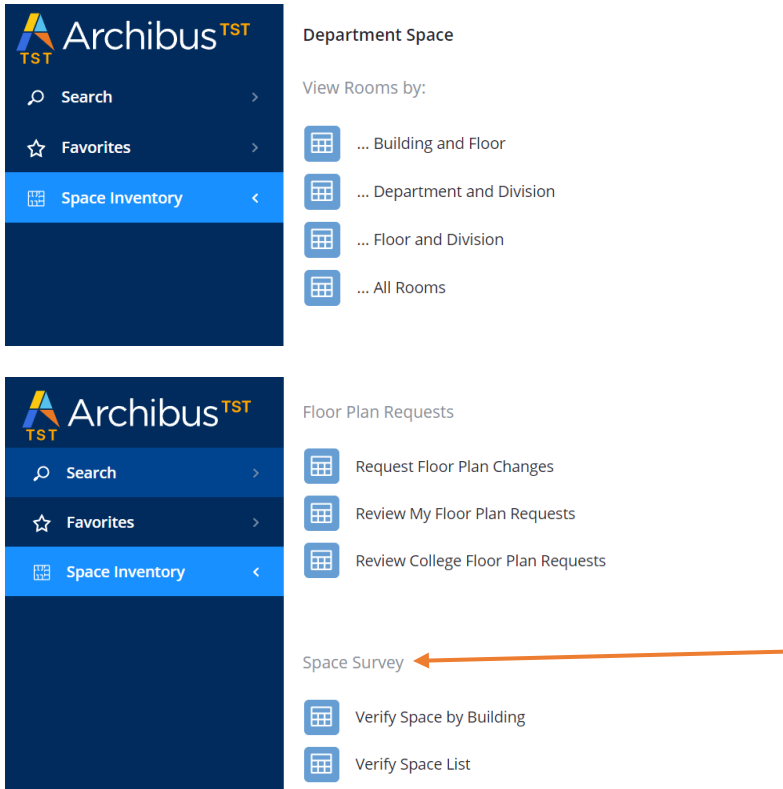 Archibus TST
TST
Search
Favorites
Space Inventory
Department Space
View Rooms by:
... Building and Floor
... Department and Division
... Floor and Division
... All Rooms
Archibus TST
TST
Search
Favorites
Space Inventory
Floor Plan Requests
Request Floor Plan Changes
Review My Floor Plan Requests
Review College Floor Plan Requests
Space Survey
Verify Space by Building
Verify Space List